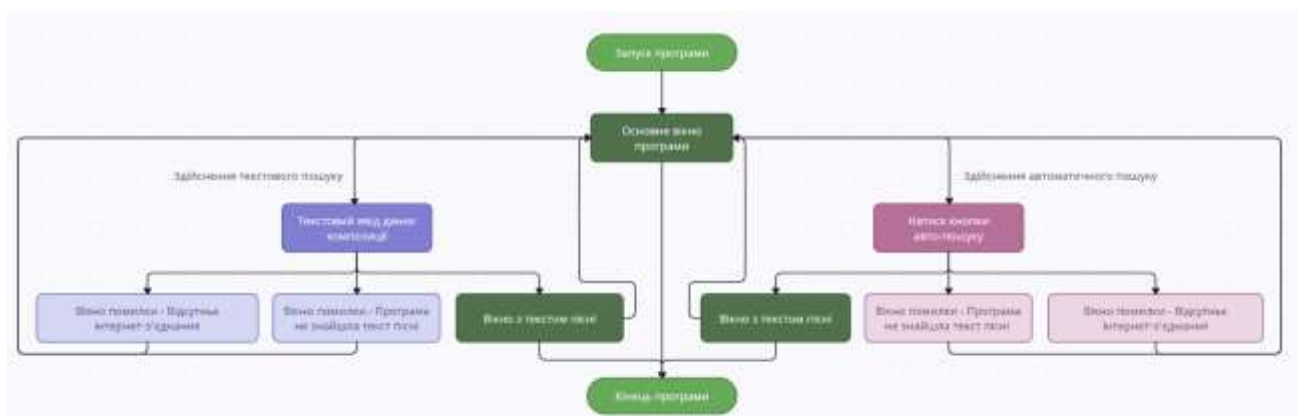 Запуск програми
Основне вікно
програми
Здійснення текстового пошуку
Здійснення автоматичного пошуку
Текстовий ввід даних
композиції
Натиск кнопки
авто-пошуку
Вікно помилки - Відсутнє
інтернет-з'єднання
Вікно помилки - Програма
не знайшла текст пісні
Вікно з текстом пісні
Вікно з текстом пісні
Вікно помилки - Програма
не знайшла текст пісні
Вікно помилки - Відсутнє
інтернет-з'єднання
Кінець програми